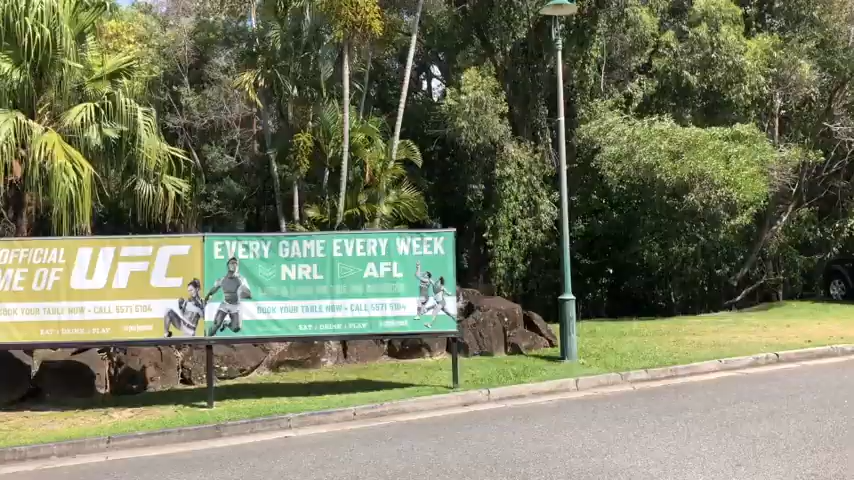 OFFICIAL
ME OF UFC
BOOK YOUR TABLE NOW • CALL 5571 5104
EAT : DRINK : PLAY
EVERY GAME EVERY WEEK
NRL AFL
BOOK YOUR TABLE NOW • CALL 5571 5104
EAT : DRINK : PLAY